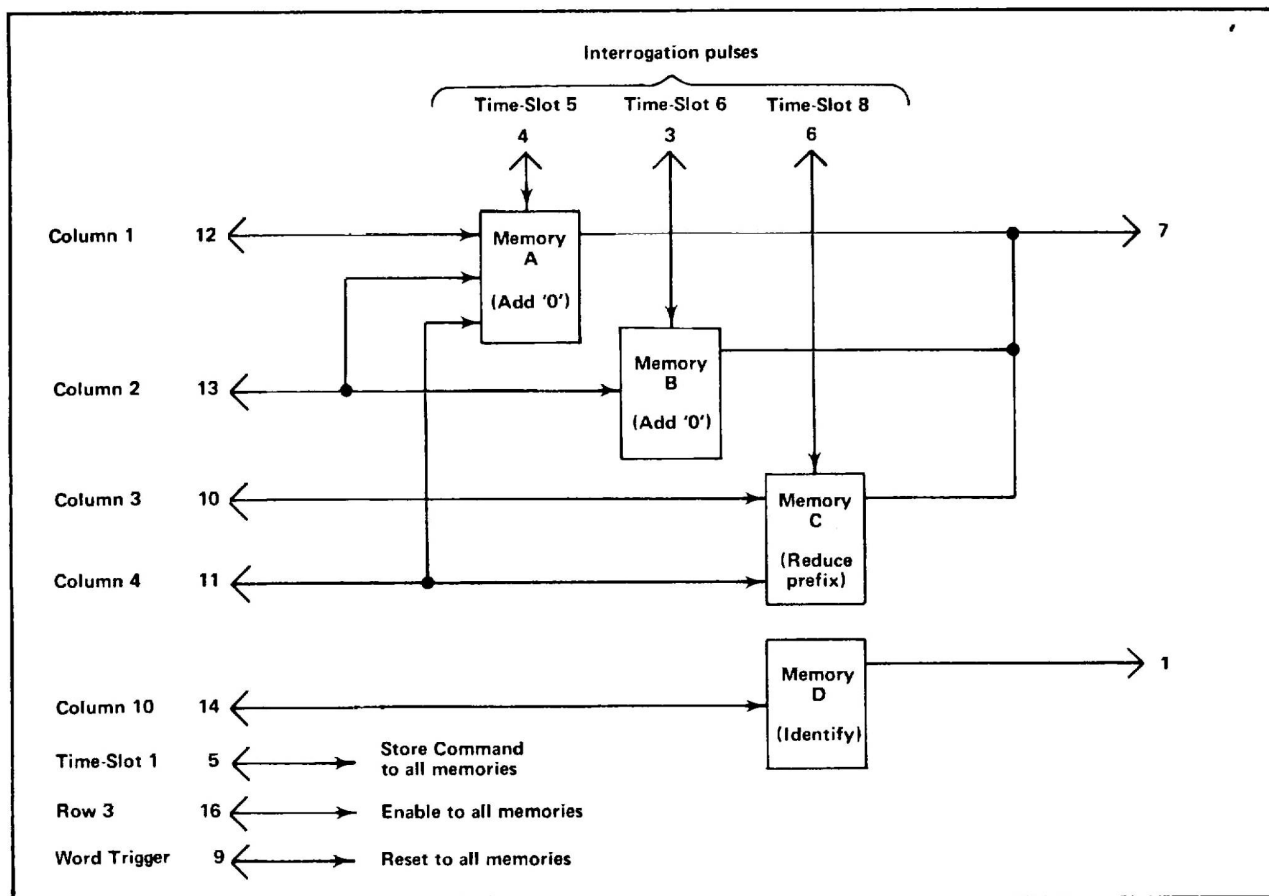 Interrogation pulses
Time-Slot 5 Time-Slot 6 Time-Slot 8
4 3 6
Column 1 12
Memory
A
(Add '0')
7
Memory
B
(Add '0')
Column 2 13
Column 3 10
Memory
C
(Reduce
prefix)
Column 4 11
Memory
D
(Identify)
1
Column 10 14
Time-Slot 1 5 Store Command
to all memories
Row 3 16 Enable to all memories
Word Trigger 9 Reset to all memories